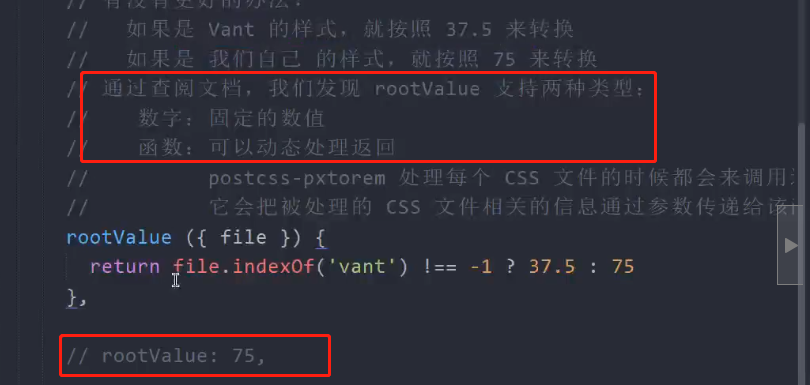 // 有没有更好的办法：
// 如果是 Vant 的样式，就按照 37.5 来转换
// 如果是 我们自己 的样式，就按照 75 来转换
// 通过查阅文档，我们发现 rootValue 支持两种类型：
// 数字：固定的数值
// 函数：可以动态处理返回
// postcss-pxtorem 处理每个 CSS 文件的时候都会来调用
// 它会把被处理的 CSS 文件相关的信息通过参数传递给该
rootValue ({ file }) {
return file.indexOf('vant') !== -1 ? 37.5 : 75
},
// rootValue: 75,